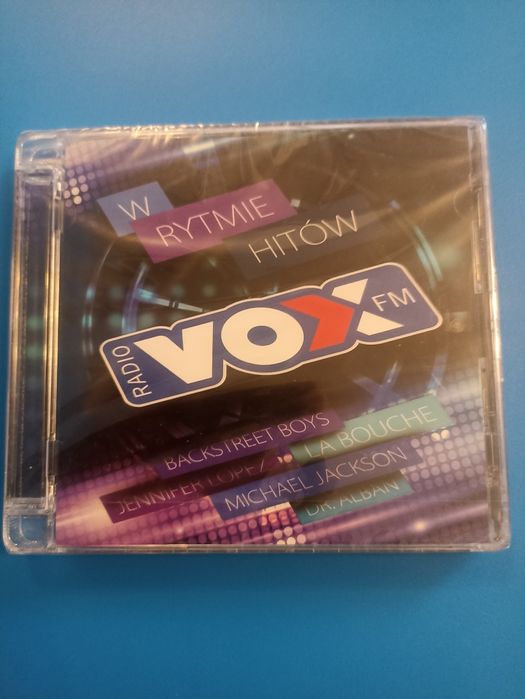 W
RYTMIE
HITÓW
RADIO VOX FM
BACKSTREET BOYS
LA BOUCHE
JENNIFER LOPEZ
MICHAEL JACKSON
DR. ALBAN